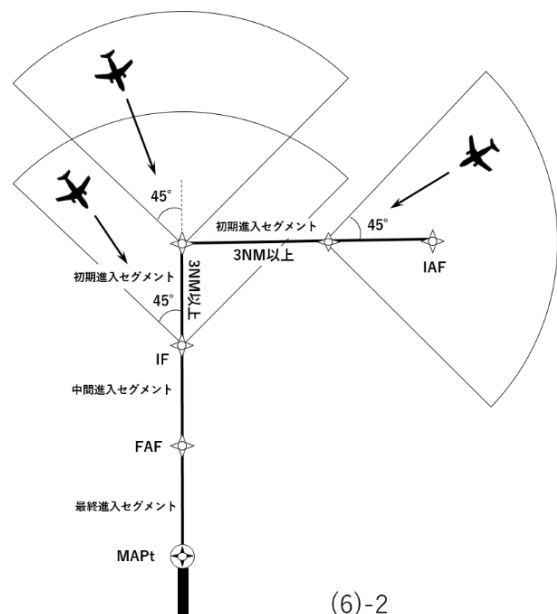 45°
初期進入セグメント
3NM以上
45°
IAF
初期進入セグメント
3NM以上
45°
IF
中間進入セグメント
FAF
最終進入セグメント
MAPt
(6)-2